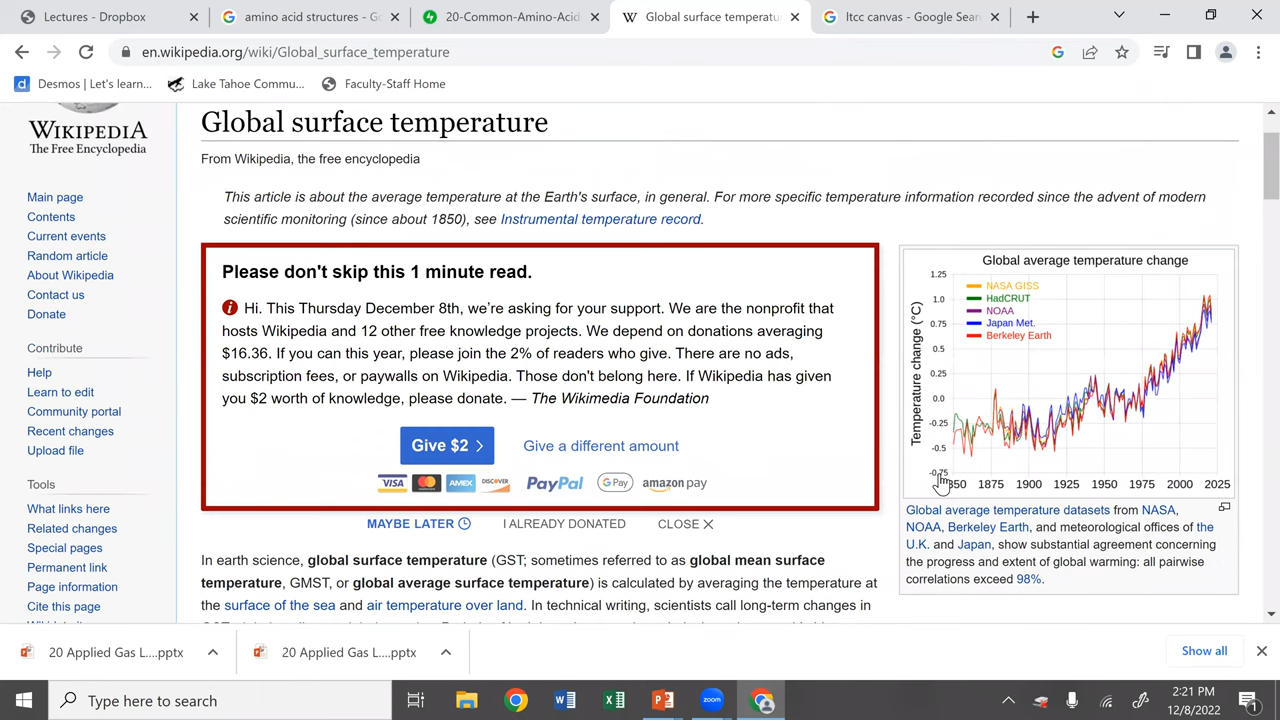 Lectures - Dropbox
amino acid structures - Go
20-Common-Amino-Acid
Global surface temperatu
ltcc canvas - Google Sear
en.wikipedia.org/wiki/Global_surface_temperature
Desmos | Let's learn...
Lake Tahoe Commu...
Faculty-Staff Home
WIKIPEDIA
The Free Encyclopedia
Main page
Contents
Current events
Random article
About Wikipedia
Contact us
Donate
Contribute
Help
Learn to edit
Community portal
Recent changes
Upload file
Tools
What links here
Related changes
Special pages
Permanent link
Page information
Cite this page
Global surface temperature
From Wikipedia, the free encyclopedia
This article is about the average temperature at the Earth's surface, in general. For more specific temperature information recorded since the advent of modern
scientific monitoring (since about 1850), see Instrumental temperature record.
Please don't skip this 1 minute read.
Hi. This Thursday December 8th, we're asking for your support. We are the nonprofit that
hosts Wikipedia and 12 other free knowledge projects. We depend on donations averaging
$16.36. If you can this year, please join the 2% of readers who give. There are no ads,
subscription fees, or paywalls on Wikipedia. Those don't belong here. If Wikipedia has given
you $2 worth of knowledge, please donate. — The Wikimedia Foundation
Give $2
Give a different amount
VISA
AMEX
DISCOVER
PayPal
G Pay
amazon pay
MAYBE LATER
I ALREADY DONATED
CLOSE
In earth science, global surface temperature (GST; sometimes referred to as global mean surface
temperature, GMST, or global average surface temperature) is calculated by averaging the temperature at
the surface of the sea and air temperature over land. In technical writing, scientists call long-term changes in
Global average temperature change
Temperature change (°C)
1.25
1.0
0.75
0.5
0.25
0.0
-0.25
-0.5
-0.75
NASA GISS
HadCRUT
NOAA
Japan Met.
Berkeley Earth
850 1875 1900 1925 1950 1975 2000 2025
Global average temperature datasets from NASA,
NOAA, Berkeley Earth, and meteorological offices of the
U.K. and Japan, show substantial agreement concerning
the progress and extent of global warming: all pairwise
correlations exceed 98%.
20 Applied Gas L....pptx
20 Applied Gas L....pptx
Show all
Type here to search
zoom
2:21 PM
12/8/2022
1